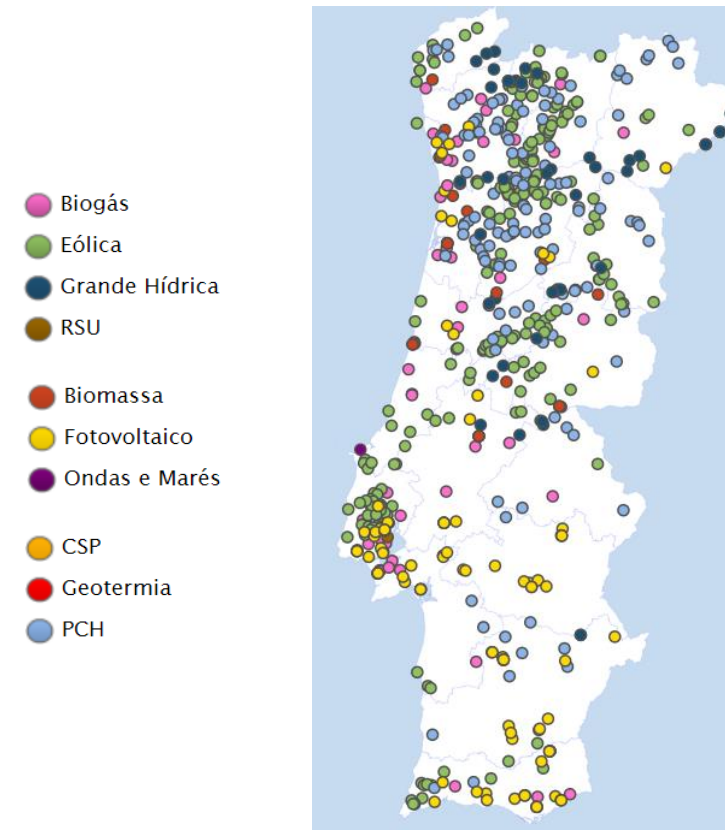 Biogás
Eólica
Grande Hídrica
RSU
Biomassa
Fotovoltaico
Ondas e Marés
CSP
Geotermia
PCH